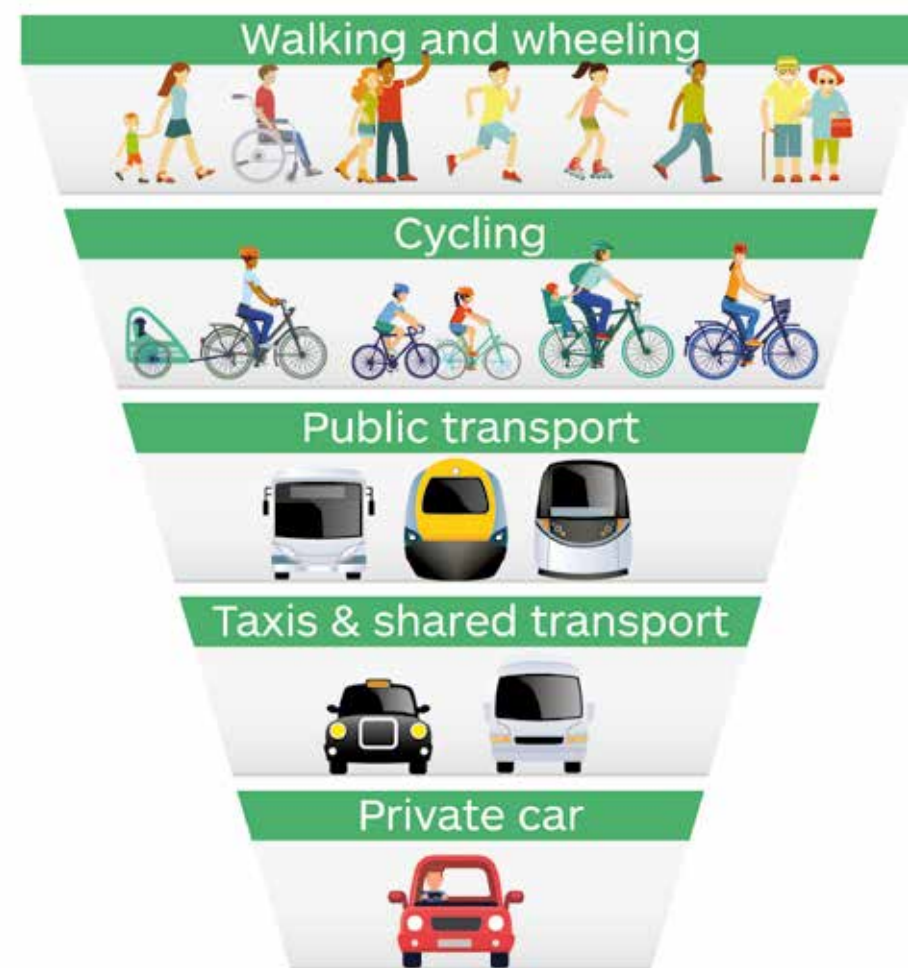 Walking and wheeling
Cycling
Public transport
Taxis & shared transport
Private car